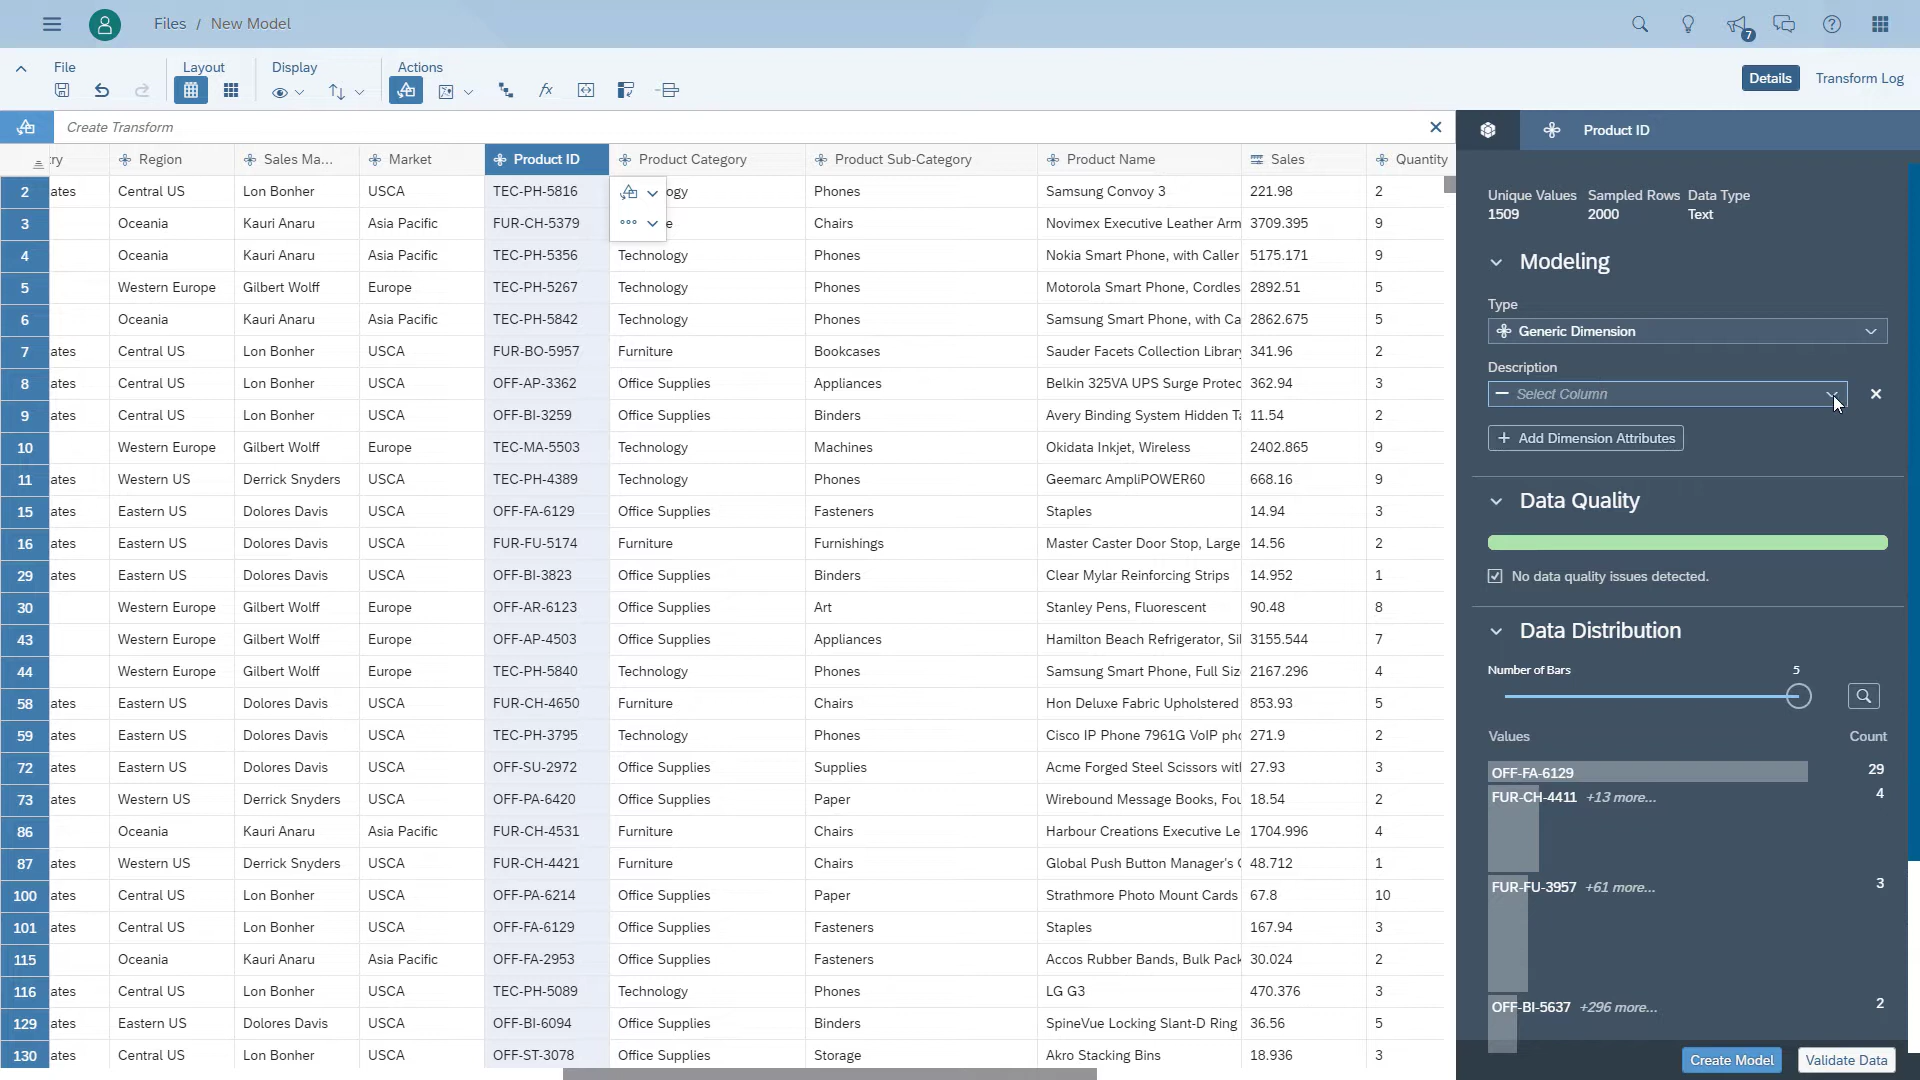 Files / New Model
7
File
Layout
Display
Actions
Details
Transform Log
Create Transform
Product ID
ry Region Sales Ma... Market Product ID Product Category Product Sub-Category Product Name Sales Quantity
2 ates Central US Lon Bonher USCA TEC-PH-5816 ogy Phones Samsung Convoy 3 221.98 2
3 Oceania Kauri Anaru Asia Pacific FUR-CH-5379 e Chairs Novimex Executive Leather Arm 3709.395 9
4 Oceania Kauri Anaru Asia Pacific TEC-PH-5356 Technology Phones Nokia Smart Phone, with Caller 5175.171 9
5 Western Europe Gilbert Wolff Europe TEC-PH-5267 Technology Phones Motorola Smart Phone, Cordles 2892.51 5
6 Oceania Kauri Anaru Asia Pacific TEC-PH-5842 Technology Phones Samsung Smart Phone, with Ca 2862.675 5
7 ates Central US Lon Bonher USCA FUR-BO-5957 Furniture Bookcases Sauder Facets Collection Library 341.96 2
8 ates Central US Lon Bonher USCA OFF-AP-3362 Office Supplies Appliances Belkin 325VA UPS Surge Protec 362.94 3
9 ates Central US Lon Bonher USCA OFF-BI-3259 Office Supplies Binders Avery Binding System Hidden Ta 11.54 2
10 Western Europe Gilbert Wolff Europe TEC-MA-5503 Technology Machines Okidata Inkjet, Wireless 2402.865 9
11 ates Western US Derrick Snyders USCA TEC-PH-4389 Technology Phones Geemarc AmpliPOWER60 668.16 9
15 ates Eastern US Dolores Davis USCA OFF-FA-6129 Office Supplies Fasteners Staples 14.94 3
16 ates Eastern US Dolores Davis USCA FUR-FU-5174 Furniture Furnishings Master Caster Door Stop, Large 14.56 2
29 ates Eastern US Dolores Davis USCA OFF-BI-3823 Office Supplies Binders Clear Mylar Reinforcing Strips 14.952 1
30 Western Europe Gilbert Wolff Europe OFF-AR-6123 Office Supplies Art Stanley Pens, Fluorescent 90.48 8
43 Western Europe Gilbert Wolff Europe OFF-AP-4503 Office Supplies Appliances Hamilton Beach Refrigerator, Sil 3155.544 7
44 Western Europe Gilbert Wolff Europe TEC-PH-5840 Technology Phones Samsung Smart Phone, Full Siz 2167.296 4
58 ates Eastern US Dolores Davis USCA FUR-CH-4650 Furniture Chairs Hon Deluxe Fabric Upholstered 853.93 5
59 ates Eastern US Dolores Davis USCA TEC-PH-3795 Technology Phones Cisco IP Phone 7961G VoIP pho 271.9 2
72 ates Eastern US Dolores Davis USCA OFF-SU-2972 Office Supplies Supplies Acme Forged Steel Scissors wit 27.93 3
73 ates Western US Derrick Snyders USCA OFF-PA-6420 Office Supplies Paper Wirebound Message Books, Fou 18.54 2
86 Oceania Kauri Anaru Asia Pacific FUR-CH-4531 Furniture Chairs Harbour Creations Executive Le 1704.996 4
87 ates Western US Derrick Snyders USCA FUR-CH-4421 Furniture Chairs Global Push Button Manager's 48.712 1
100 ates Central US Lon Bonher USCA OFF-PA-6214 Office Supplies Paper Strathmore Photo Mount Cards 67.8 10
101 ates Central US Lon Bonher USCA OFF-FA-6129 Office Supplies Fasteners Staples 167.94 3
115 Oceania Kauri Anaru Asia Pacific OFF-FA-2953 Office Supplies Fasteners Accos Rubber Bands, Bulk Pack 30.024 2
116 ates Central US Lon Bonher USCA TEC-PH-5089 Technology Phones LG G3 470.376 3
129 ates Eastern US Dolores Davis USCA OFF-BI-6094 Office Supplies Binders SpineVue Locking Slant-D Ring 36.56 5
130 ates Central US Lon Bonher USCA OFF-ST-3078 Office Supplies Storage Akro Stacking Bins 18.936 3
Unique Values Sampled Rows Data Type
1509 2000 Text
Modeling
Type
Generic Dimension
Description
Select Column
+ Add Dimension Attributes
Data Quality
No data quality issues detected.
Data Distribution
Number of Bars 5
Values Count
OFF-FA-6129 29
FUR-CH-4411 +13 more... 4
FUR-FU-3957 +61 more... 3
OFF-BI-5637 +296 more... 2
Create Model
Validate Data